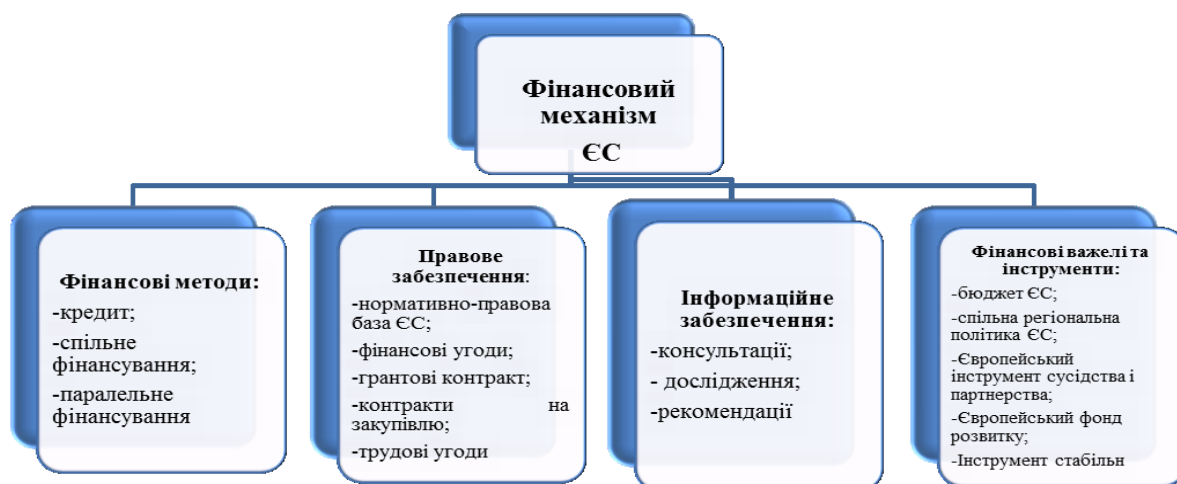 Фінансовий
механізм
ЄС
Фінансові методи:
-кредит;
-спільне
фінансування;
-паралельне
фінансування
Правове
забезпечення:
-нормативно-правова
база ЄС;
-фінансові угоди;
-грантові контракт;
-контракти на
закупівлю;
-трудові угоди
Інформаційне
забезпечення:
-консультації;
- дослідження;
-рекомендації
Фінансові важелі та
інструменти:
-бюджет ЄС;
-спільна регіональна
політика ЄС;
-Європейський
інструмент сусідства і
партнерства;
-Європейський фонд
розвитку;
-Інструмент стабільн